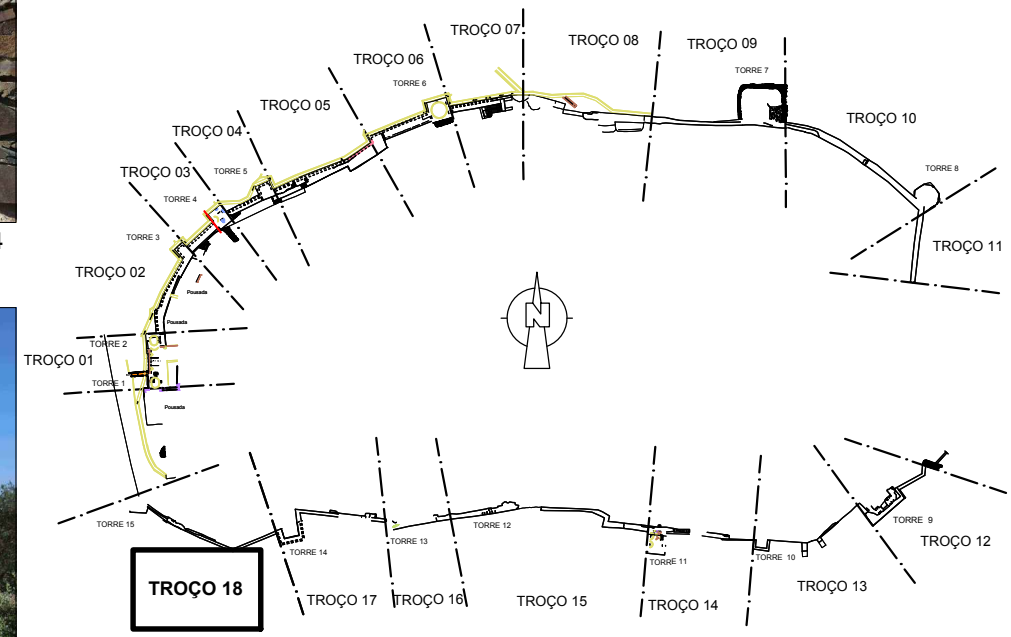 TROÇO 07
TROÇO 08
TROÇO 09
TROÇO 06
TORRE 6
TORRE 7
TROÇO 05
TROÇO 10
TROÇO 04
TROÇO 03
TORRE 5
TORRE 8
TORRE 4
TORRE 3
TROÇO 11
TROÇO 02
Pousada
Pousada
N
TORRE 2
TROÇO 01
TORRE 1
Pousada
TORRE 15
TORRE 14
TORRE 13
TORRE 12
TORRE 11
TORRE 10
TORRE 9
TROÇO 12
TROÇO 18
TROÇO 17
TROÇO 16
TROÇO 15
TROÇO 14
TROÇO 13